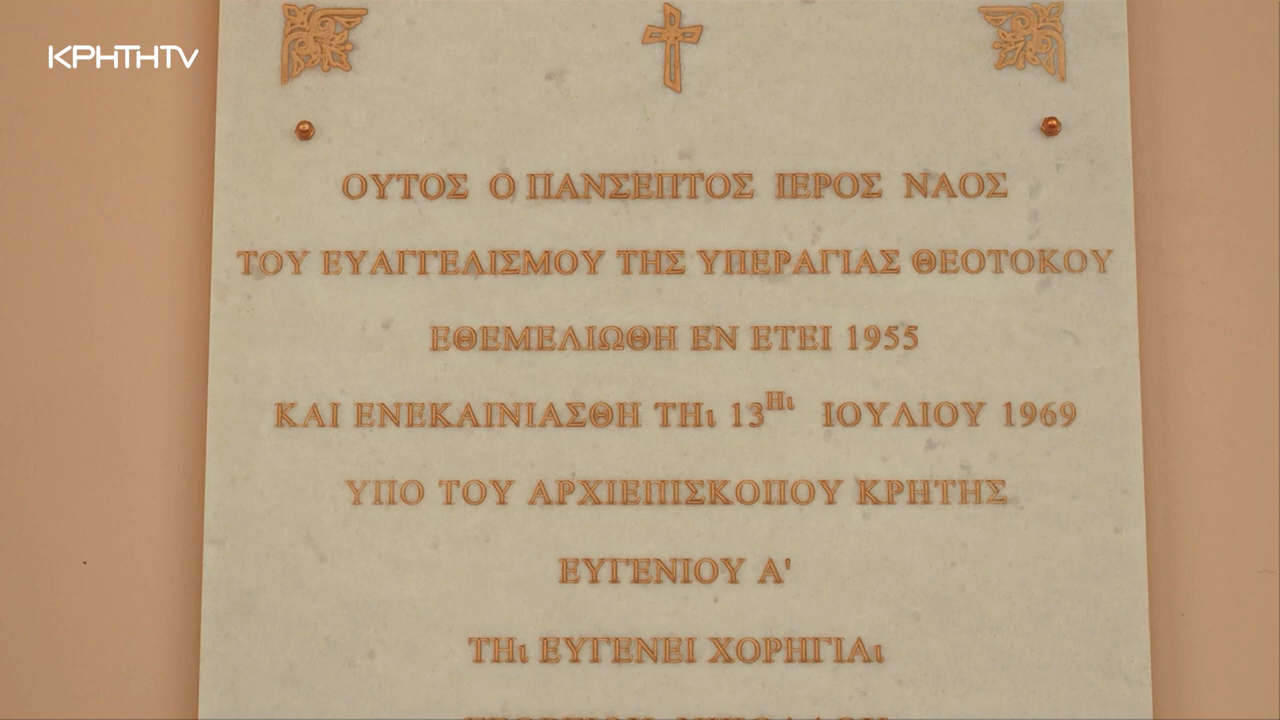 ΚΡΗΤΗTV
ΟΥΤΟΣ Ο ΠΑΝΣΕΠΤΟΣ ΙΕΡΟΣ ΝΑΟΣ
ΤΟΥ ΕΥΑΓΓΕΛΙΣΜΟΥ ΤΗΣ ΥΠΕΡΑΓΙΑΣ ΘΕΟΤΟΚΟΥ
ΕΘΕΜΕΛΙΩΘΗ ΕΝ ΕΤΕΙ 1955
ΚΑΙ ΕΝΕΚΑΙΝΙΑΣΘΗ ΤΗι 13Ηι ΙΟΥΛΙΟΥ 1969
ΥΠΟ ΤΟΥ ΑΡΧΙΕΠΙΣΚΟΠΟΥ ΚΡΗΤΗΣ
ΕΥΓΕΝΙΟΥ Α'
ΤΗι ΕΥΓΕΝΕΙ ΧΟΡΗΓΙΑι